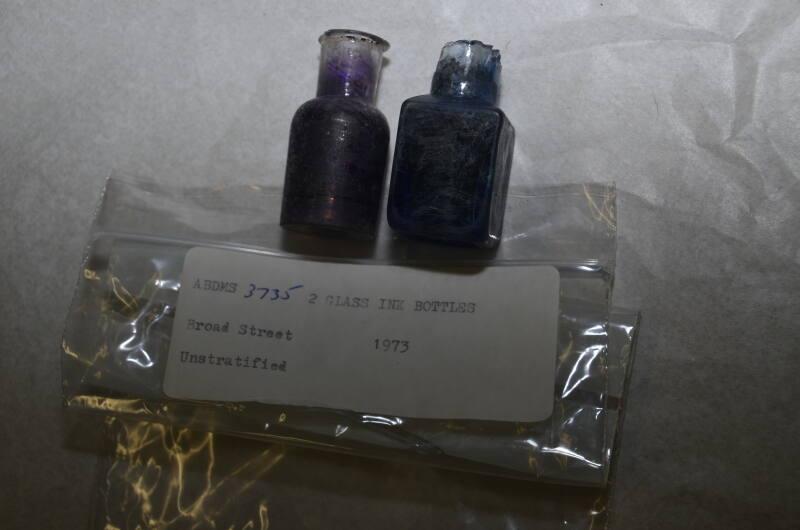 ABDMS 3735 2 GLASS INK BOTTLES
Broad Street 1973
Unstratified